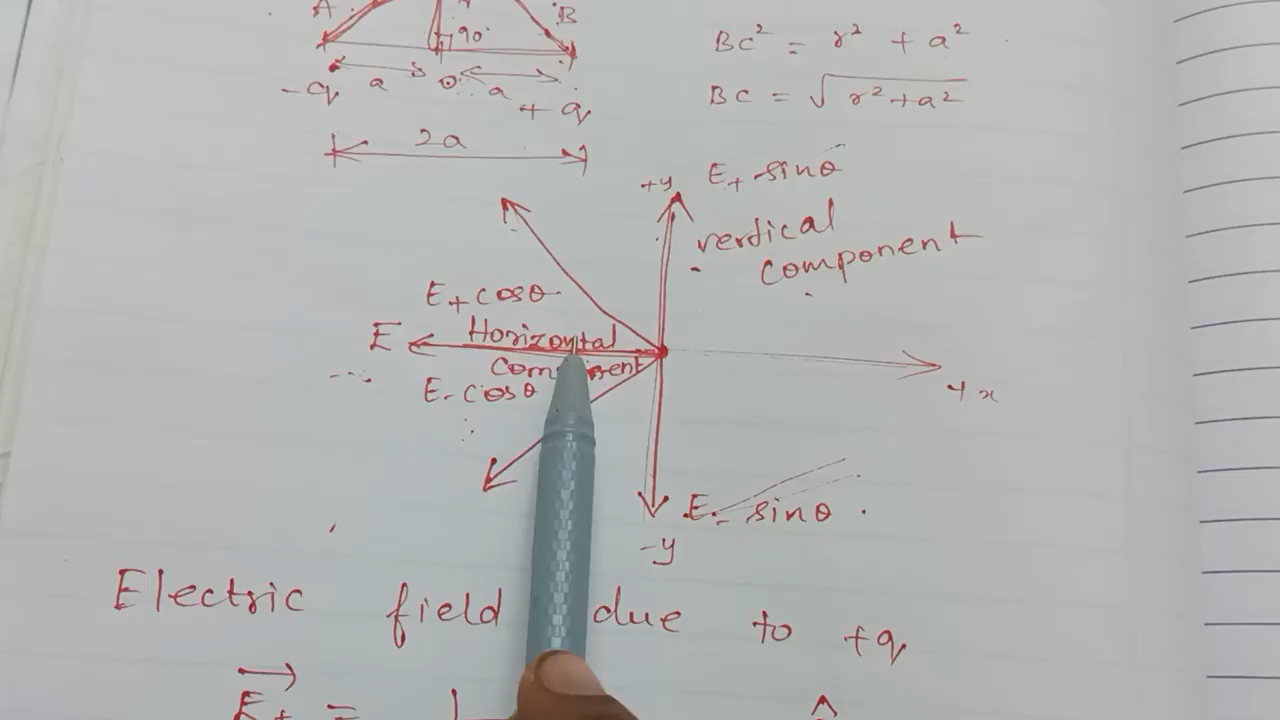 A
B
90°
-q a O a +q
2a
BC² = r² + a²
BC = √r²+a²
+y E+ sinθ
vertical
component
E+ cosθ
E Horizontal
Component
E- cosθ
+x
E- sinθ
-y
Electric field due to +q
E+ =